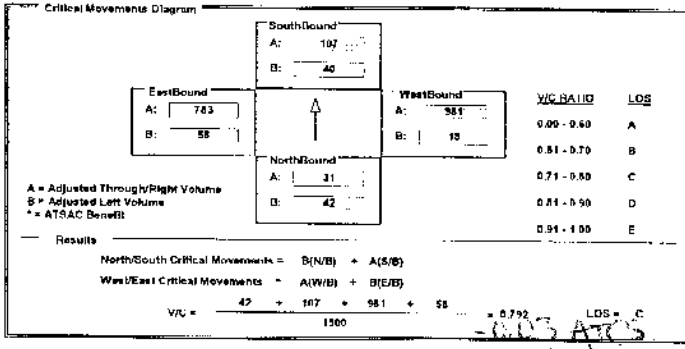 Critical Movements Diagram
SouthBound
A: 107
B: 40
EastBound
A: 783
B: 58
WestBound
A: 981
B: 18
NorthBound
A: 31
B: 42
V/C RATIO LOS
0.00 - 0.60 A
0.61 - 0.70 B
0.71 - 0.80 C
0.81 - 0.90 D
0.91 - 1.00 E
A = Adjusted Through/Right Volume
B = Adjusted Left Volume
* = ATSAC Benefit
Results
North/South Critical Movements = B(N/B) + A(S/B)
West/East Critical Movements = A(W/B) + B(E/B)
V/C = 42 + 107 + 981 + 58 = 0.792 LOS = C
1500